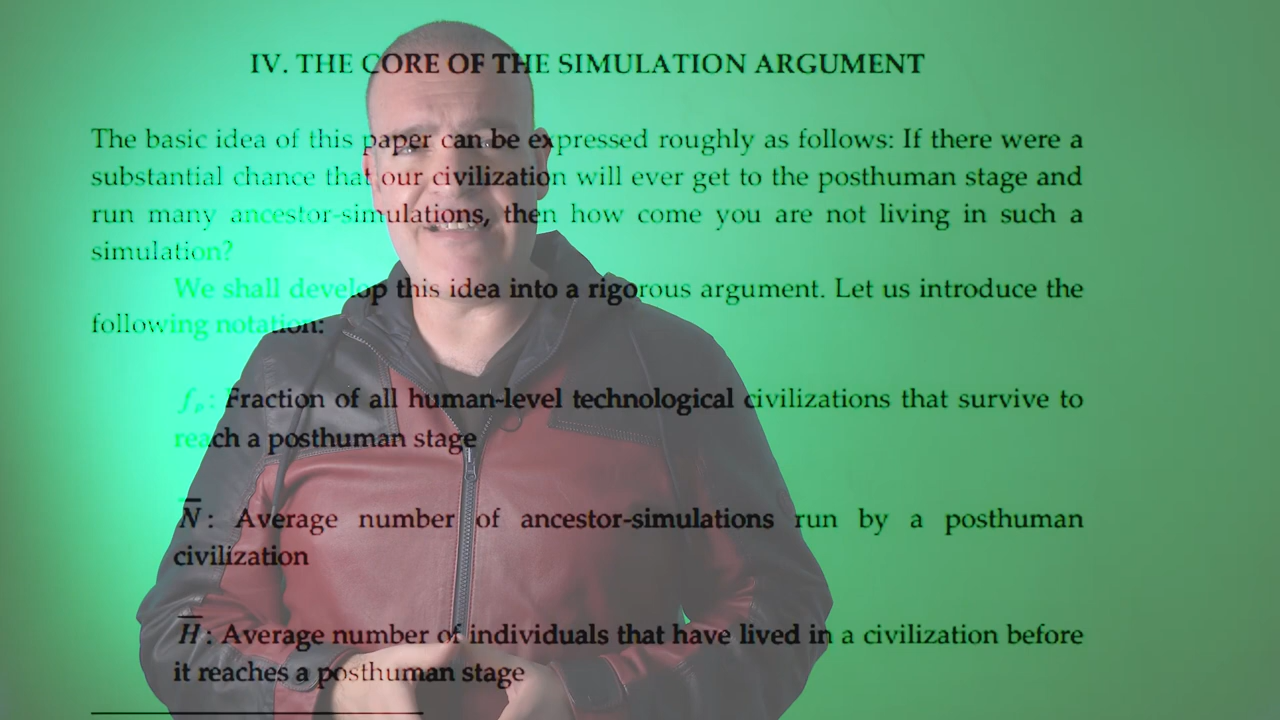 IV. THE CORE OF THE SIMULATION ARGUMENT
The basic idea of this paper can be expressed roughly as follows: If there were a
substantial chance that our civilization will ever get to the posthuman stage and
run many ancestor-simulations, then how come you are not living in such a
simulation?
We shall develop this idea into a rigorous argument. Let us introduce the
following notation:
fₚ: Fraction of all human-level technological civilizations that survive to
reach a posthuman stage
N̅: Average number of ancestor-simulations run by a posthuman
civilization
H̅: Average number of individuals that have lived in a civilization before
it reaches a posthuman stage